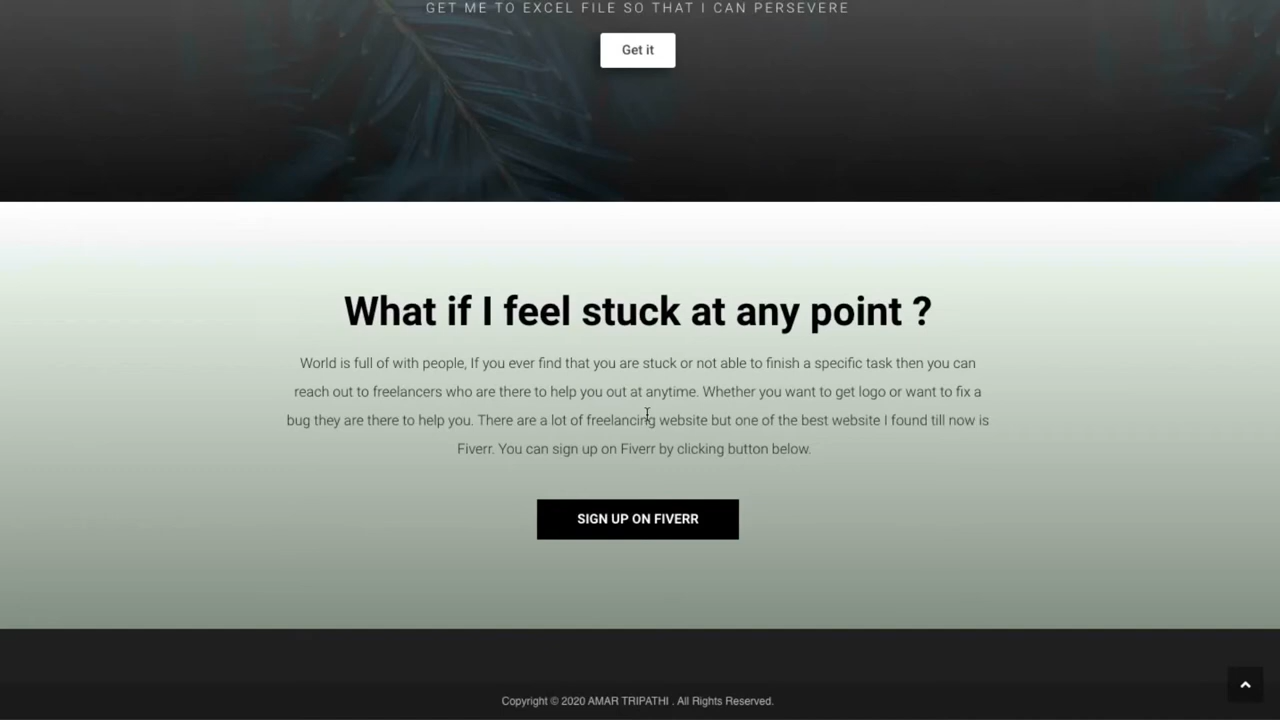 GET ME TO EXCEL FILE SO THAT I CAN PERSEVERE
Get it
What if I feel stuck at any point ?
World is full of with people, If you ever find that you are stuck or not able to finish a specific task then you can
reach out to freelancers who are there to help you out at anytime. Whether you want to get logo or want to fix a
bug they are there to help you. There are a lot of freelancing website but one of the best website I found till now is
Fiverr. You can sign up on Fiverr by clicking button below.
SIGN UP ON FIVERR
Copyright © 2020 AMAR TRIPATHI . All Rights Reserved.